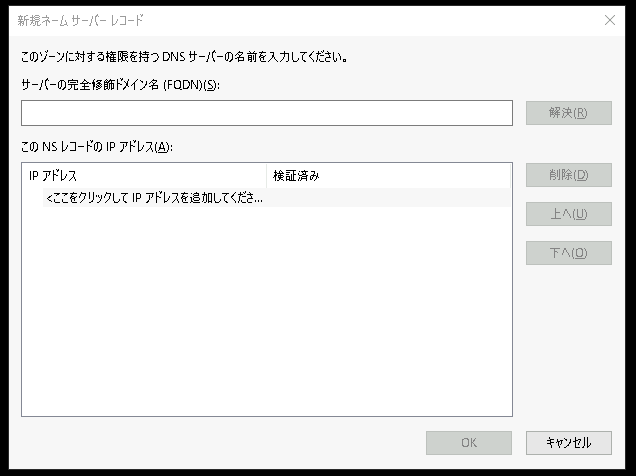 新規ネーム サーバー レコード
このゾーンに対する権限を持つ DNS サーバーの名前を入力してください。
サーバーの完全修飾ドメイン名 (FQDN)(S):
解決(R)
この NS レコードの IP アドレス(A):
IP アドレス 検証済み
<ここをクリックして IP アドレスを追加してくださ...
削除(D)
上へ(U)
下へ(O)
OK キャンセル